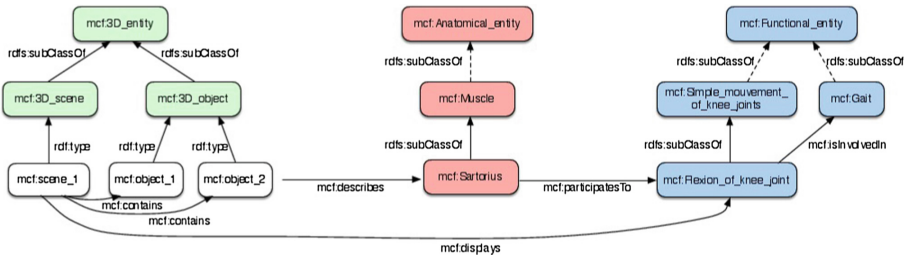 mcf:3D_entity
mcf:Anatomical_entity
mcf:Functional_entity
rdfs:subClassOf
rdfs:subClassOf
rdfs:subClassOf
rdfs:subClassOf
rdfs:subClassOf
mcf:3D_scene
mcf:3D_object
mcf:Muscle
mcf:Simple_mouvement_
of_knee_joints
mcf:Gait
rdf:type
rdf:type
rdf:type
rdfs:subClassOf
rdfs:subClassOf
mcf:isInvolvedIn
mcf:scene_1
mcf:object_1
mcf:object_2
mcf:describes
mcf:Sartorius
mcf:participatesTo
mcf:Flexion_of_knee_joint
mcf:contains
mcf:contains
mcf:displays